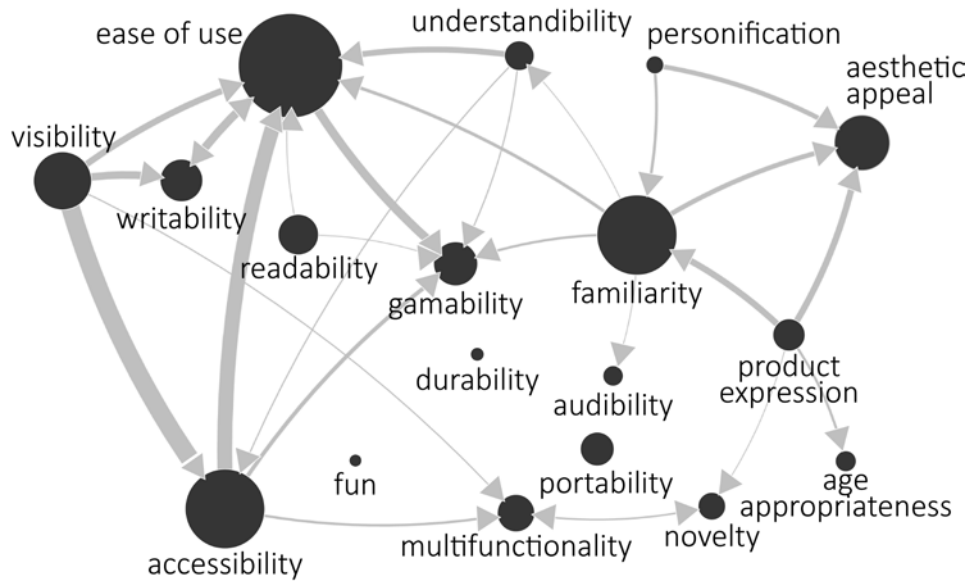 ease of use
understandibility
personification
aesthetic
appeal
visibility
writability
readability
gamability
familiarity
durability
audibility
product
expression
fun
portability
age
appropriateness
accessibility
multifunctionality
novelty